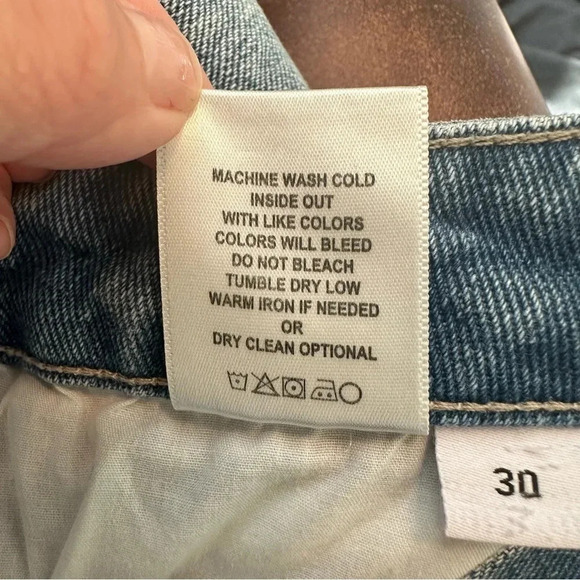 MACHINE WASH COLD
INSIDE OUT
WITH LIKE COLORS
COLORS WILL BLEED
DO NOT BLEACH
TUMBLE DRY LOW
WARM IRON IF NEEDED
OR
DRY CLEAN OPTIONAL
30